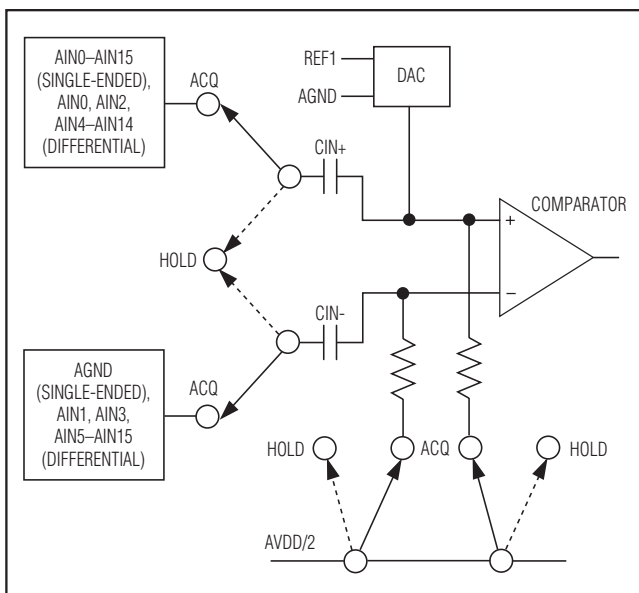 AIN0–AIN15
(SINGLE-ENDED),
AIN0, AIN2,
AIN4–AIN14
(DIFFERENTIAL)
ACQ
REF1
AGND
DAC
CIN+
COMPARATOR
+
−
HOLD
CIN-
AGND
(SINGLE-ENDED),
AIN1, AIN3,
AIN5–AIN15
(DIFFERENTIAL)
ACQ
HOLD
ACQ
HOLD
AVDD/2